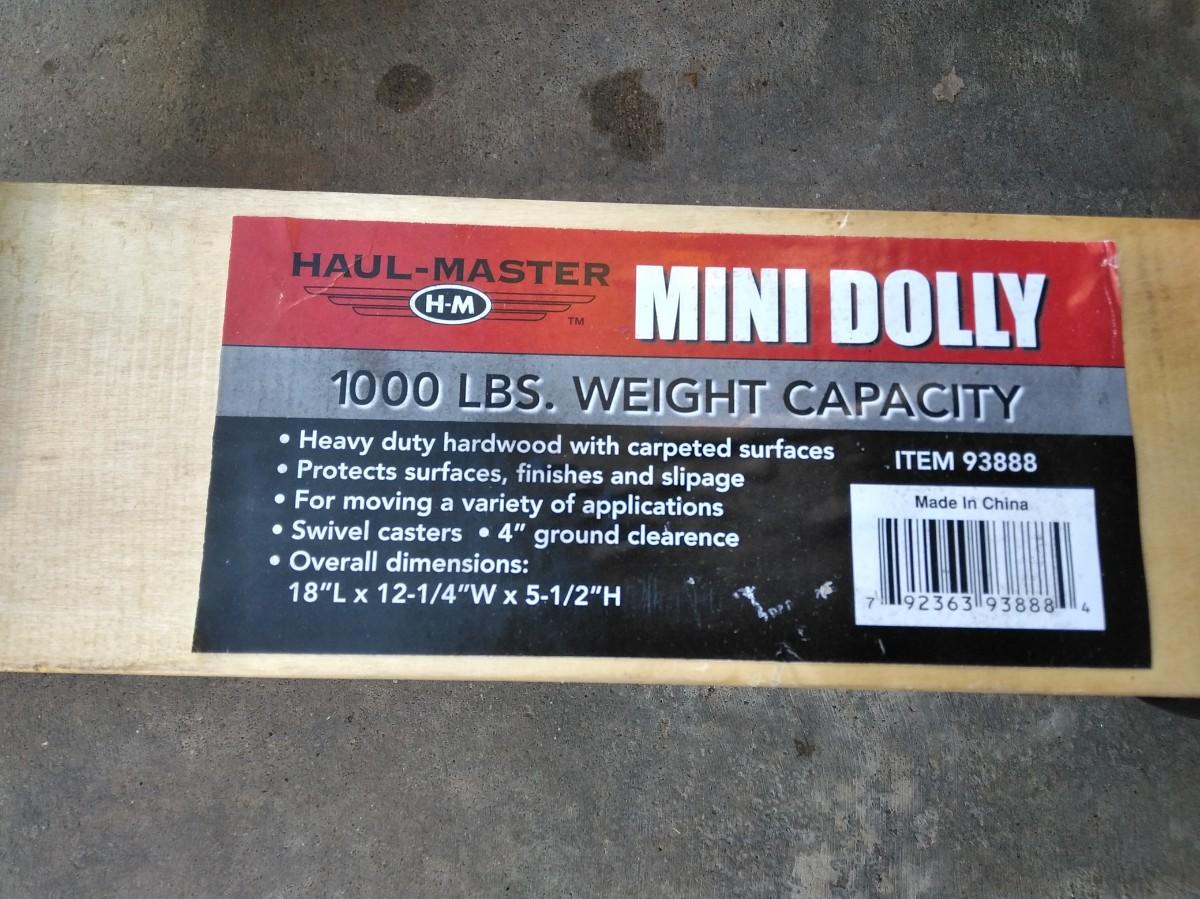 HAUL-MASTER
H-M
TM
MINI DOLLY
1000 LBS. WEIGHT CAPACITY
• Heavy duty hardwood with carpeted surfaces
• Protects surfaces, finishes and slipage
• For moving a variety of applications
• Swivel casters • 4" ground clearence
• Overall dimensions:
18"L x 12-1/4"W x 5-1/2"H
ITEM 93888
Made In China
7 92363 93888 4